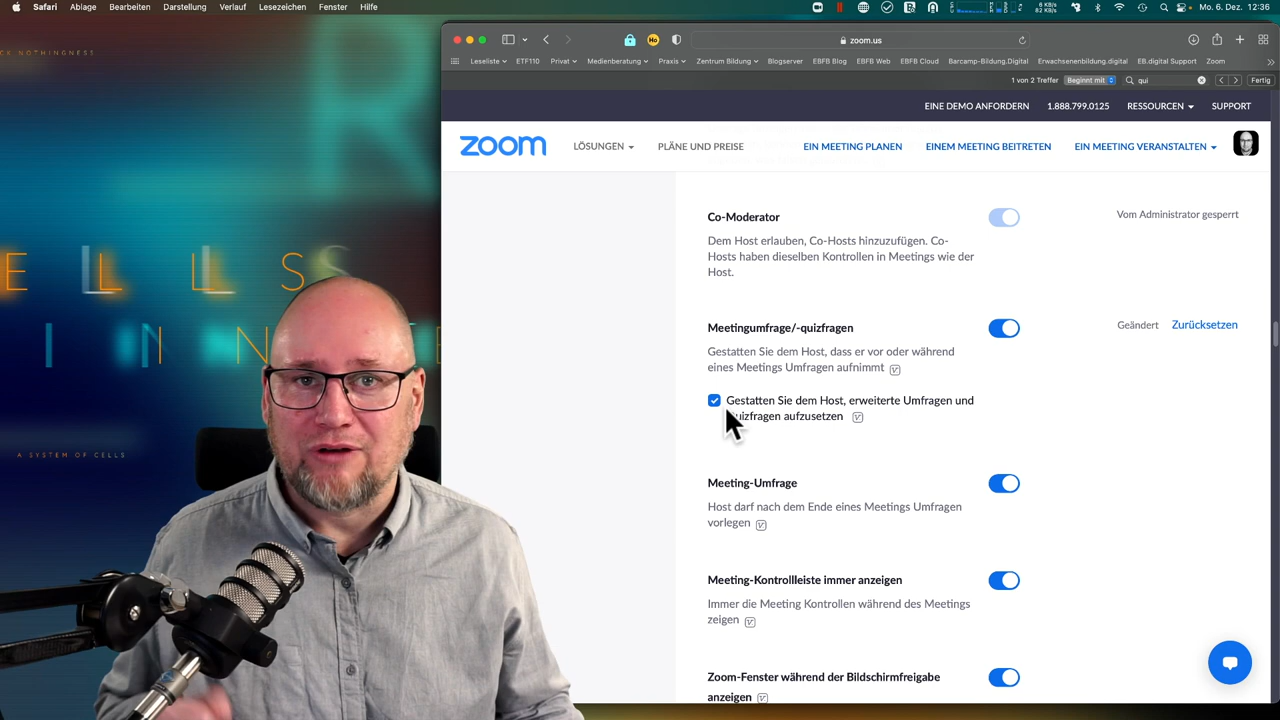 Safari Ablage Bearbeiten Darstellung Verlauf Lesezeichen Fenster Hilfe
6 KB/s
8 KB/s
Mo. 6. Dez. 12:36
CK NOTHINGNESS
zoom.us
Leseliste ETF110 Privat Medienberatung Praxis Zentrum Bildung Blogserver EBFB Blog EBFB Web EBFB Cloud Barcamp-Bildung.Digital Erwachsenenbildung.digital EB.digital Support Zoom
1 von 2 Treffer Beginnt mit qui Fertig
EINE DEMO ANFORDERN 1.888.799.0125 RESSOURCEN SUPPORT
zoom LÖSUNGEN PLÄNE UND PREISE EIN MEETING PLANEN EINEM MEETING BEITRETEN EIN MEETING VERANSTALTEN
Co-Moderator Vom Administrator gesperrt
Dem Host erlauben, Co-Hosts hinzuzufügen. Co-
Hosts haben dieselben Kontrollen in Meetings wie der
Host.
E L L S
I N N E
A SYSTEM OF CELLS
Meetingumfrage/-quizfragen Geändert Zurücksetzen
Gestatten Sie dem Host, dass er vor oder während
eines Meetings Umfragen aufnimmt
Gestatten Sie dem Host, erweiterte Umfragen und
Quizfragen aufzusetzen
Meeting-Umfrage
Host darf nach dem Ende eines Meetings Umfragen
vorlegen
Meeting-Kontrollleiste immer anzeigen
Immer die Meeting Kontrollen während des Meetings
zeigen
Zoom-Fenster während der Bildschirmfreigabe
anzeigen